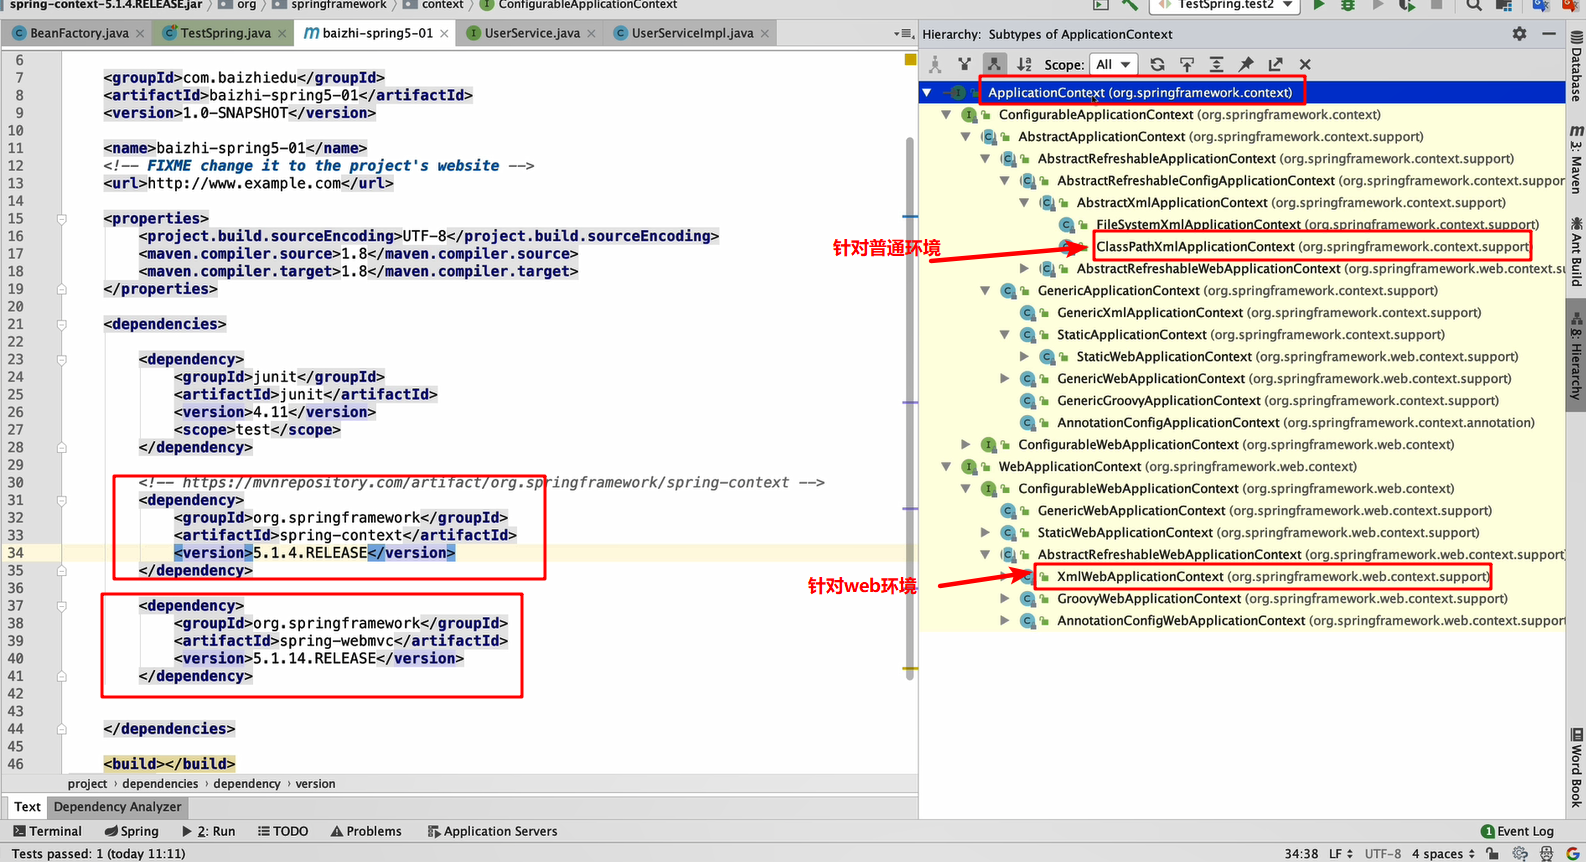 spring-context-5.1.4.RELEASE.jar org springframework context ConfigurableApplicationContext
TestSpring.test2
BeanFactory.java TestSpring.java baizhi-spring5-01 UserService.java UserServiceImpl.java
6
7 <groupId>com.baizhiedu</groupId>
8 <artifactId>baizhi-spring5-01</artifactId>
9 <version>1.0-SNAPSHOT</version>
10
11 <name>baizhi-spring5-01</name>
12 <!-- FIXME change it to the project's website -->
13 <url>http://www.example.com</url>
14
15 <properties>
16 <project.build.sourceEncoding>UTF-8</project.build.sourceEncoding>
17 <maven.compiler.source>1.8</maven.compiler.source>
18 <maven.compiler.target>1.8</maven.compiler.target>
19 </properties>
20
21 <dependencies>
22
23 <dependency>
24 <groupId>junit</groupId>
25 <artifactId>junit</artifactId>
26 <version>4.11</version>
27 <scope>test</scope>
28 </dependency>
29
30 <!-- https://mvnrepository.com/artifact/org.springframework/spring-context -->
31 <dependency>
32 <groupId>org.springframework</groupId>
33 <artifactId>spring-context</artifactId>
34 <version>5.1.4.RELEASE</version>
35 </dependency>
36
37 <dependency>
38 <groupId>org.springframework</groupId>
39 <artifactId>spring-webmvc</artifactId>
40 <version>5.1.14.RELEASE</version>
41 </dependency>
42
43
44 </dependencies>
45
46 <build></build>
project › dependencies › dependency › version
Text Dependency Analyzer
Hierarchy: Subtypes of ApplicationContext
Scope: All
ApplicationContext (org.springframework.context)
ConfigurableApplicationContext (org.springframework.context)
AbstractApplicationContext (org.springframework.context.support)
AbstractRefreshableApplicationContext (org.springframework.context.support)
AbstractRefreshableConfigApplicationContext (org.springframework.context.suppor
AbstractXmlApplicationContext (org.springframework.context.support)
FileSystemXmlApplicationContext (org.springframework.context.support)
针对普通环境
ClassPathXmlApplicationContext (org.springframework.context.support)
AbstractRefreshableWebApplicationContext (org.springframework.web.context.su
GenericApplicationContext (org.springframework.context.support)
GenericXmlApplicationContext (org.springframework.context.support)
StaticApplicationContext (org.springframework.context.support)
StaticWebApplicationContext (org.springframework.web.context.support)
GenericWebApplicationContext (org.springframework.web.context.support)
GenericGroovyApplicationContext (org.springframework.context.support)
AnnotationConfigApplicationContext (org.springframework.context.annotation)
ConfigurableWebApplicationContext (org.springframework.web.context)
WebApplicationContext (org.springframework.web.context)
ConfigurableWebApplicationContext (org.springframework.web.context)
GenericWebApplicationContext (org.springframework.web.context.support)
StaticWebApplicationContext (org.springframework.web.context.support)
AbstractRefreshableWebApplicationContext (org.springframework.web.context.support
针对web环境
XmlWebApplicationContext (org.springframework.web.context.support)
GroovyWebApplicationContext (org.springframework.web.context.support)
AnnotationConfigWebApplicationContext (org.springframework.web.context.support
Database
3: Maven
Ant Build
8: Hierarchy
Word Book
Terminal Spring 2: Run TODO Problems Application Servers 1 Event Log
Tests passed: 1 (today 11:11) 34:38 LF UTF-8 4 spaces